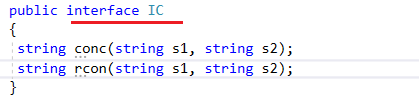 public interface IC
{
string conc(string s1, string s2);
string rcon(string s1, string s2);
}